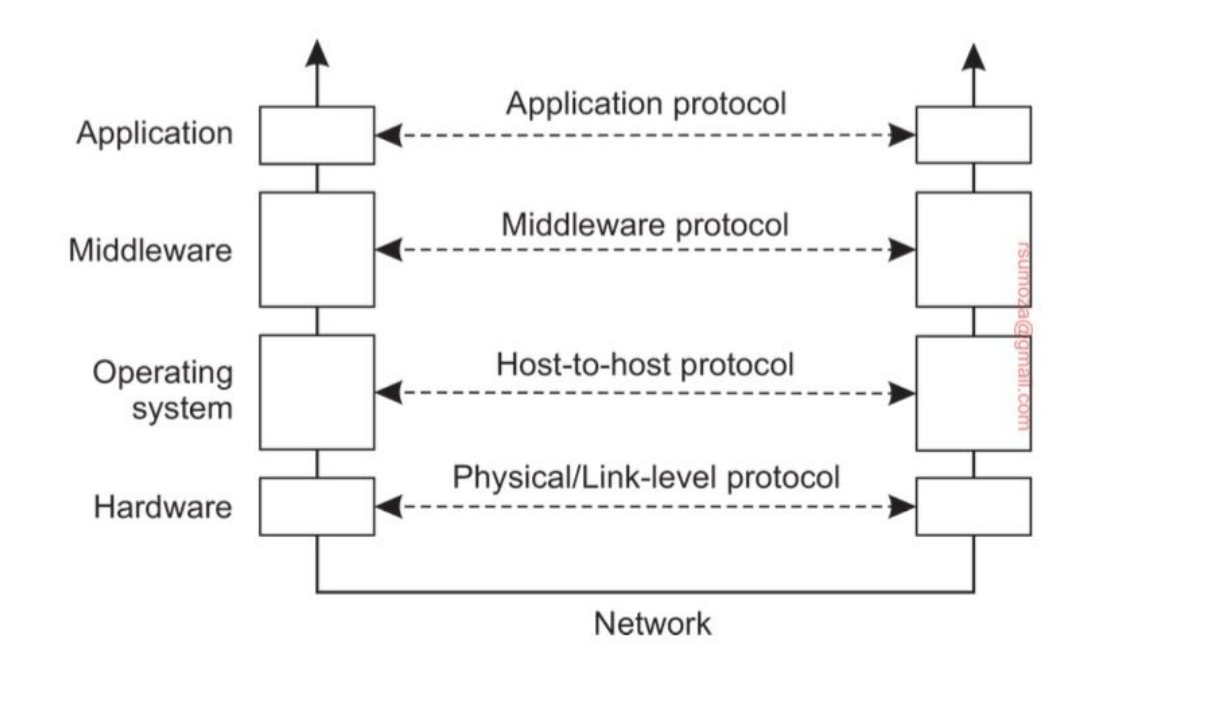 Application protocol
Application
Middleware protocol
Middleware
Host-to-host protocol
Operating
system
Physical/Link-level protocol
Hardware
Network
rsumoza@gmail.com